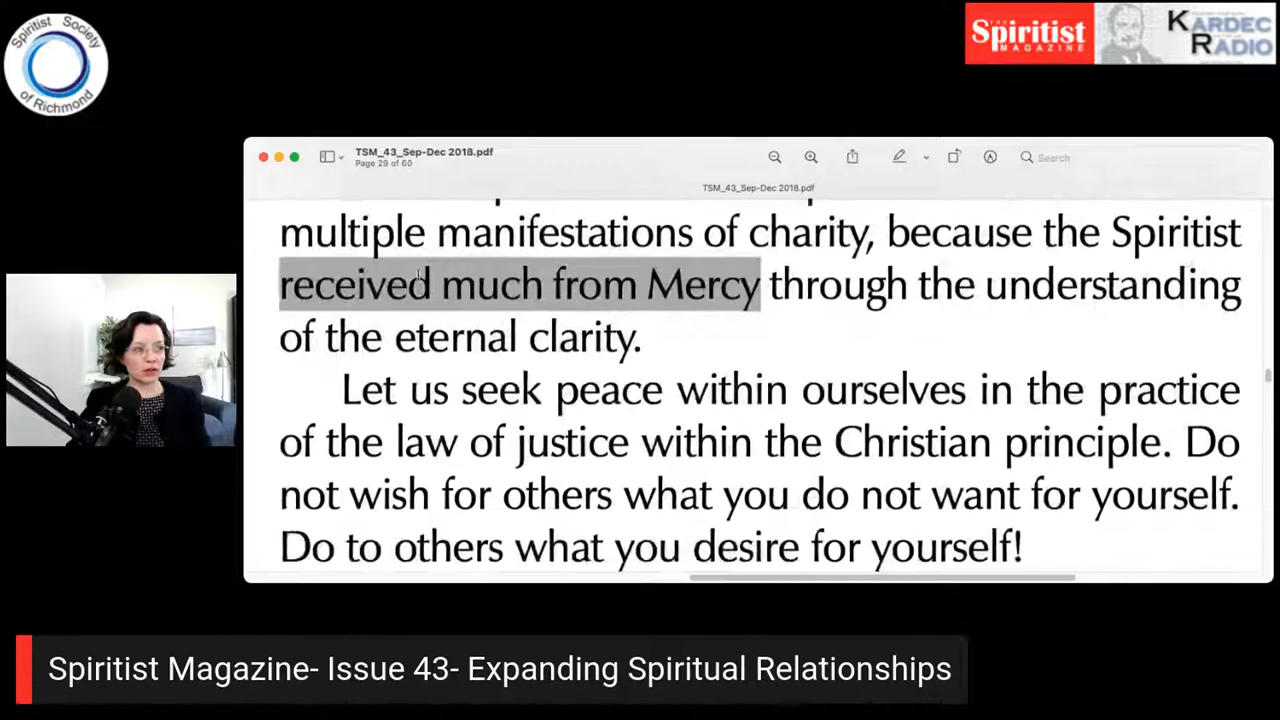 Spiritist Society
of Richmond
THE
Spiritist
MAGAZINE
KARDEC
RADIO
TSM_43_Sep-Dec 2018.pdf
Page 29 of 60
Search
TSM_43_Sep-Dec 2018.pdf
multiple manifestations of charity, because the Spiritist
received much from Mercy through the understanding
of the eternal clarity.
Let us seek peace within ourselves in the practice
of the law of justice within the Christian principle. Do
not wish for others what you do not want for yourself.
Do to others what you desire for yourself!
Spiritist Magazine- Issue 43- Expanding Spiritual Relationships